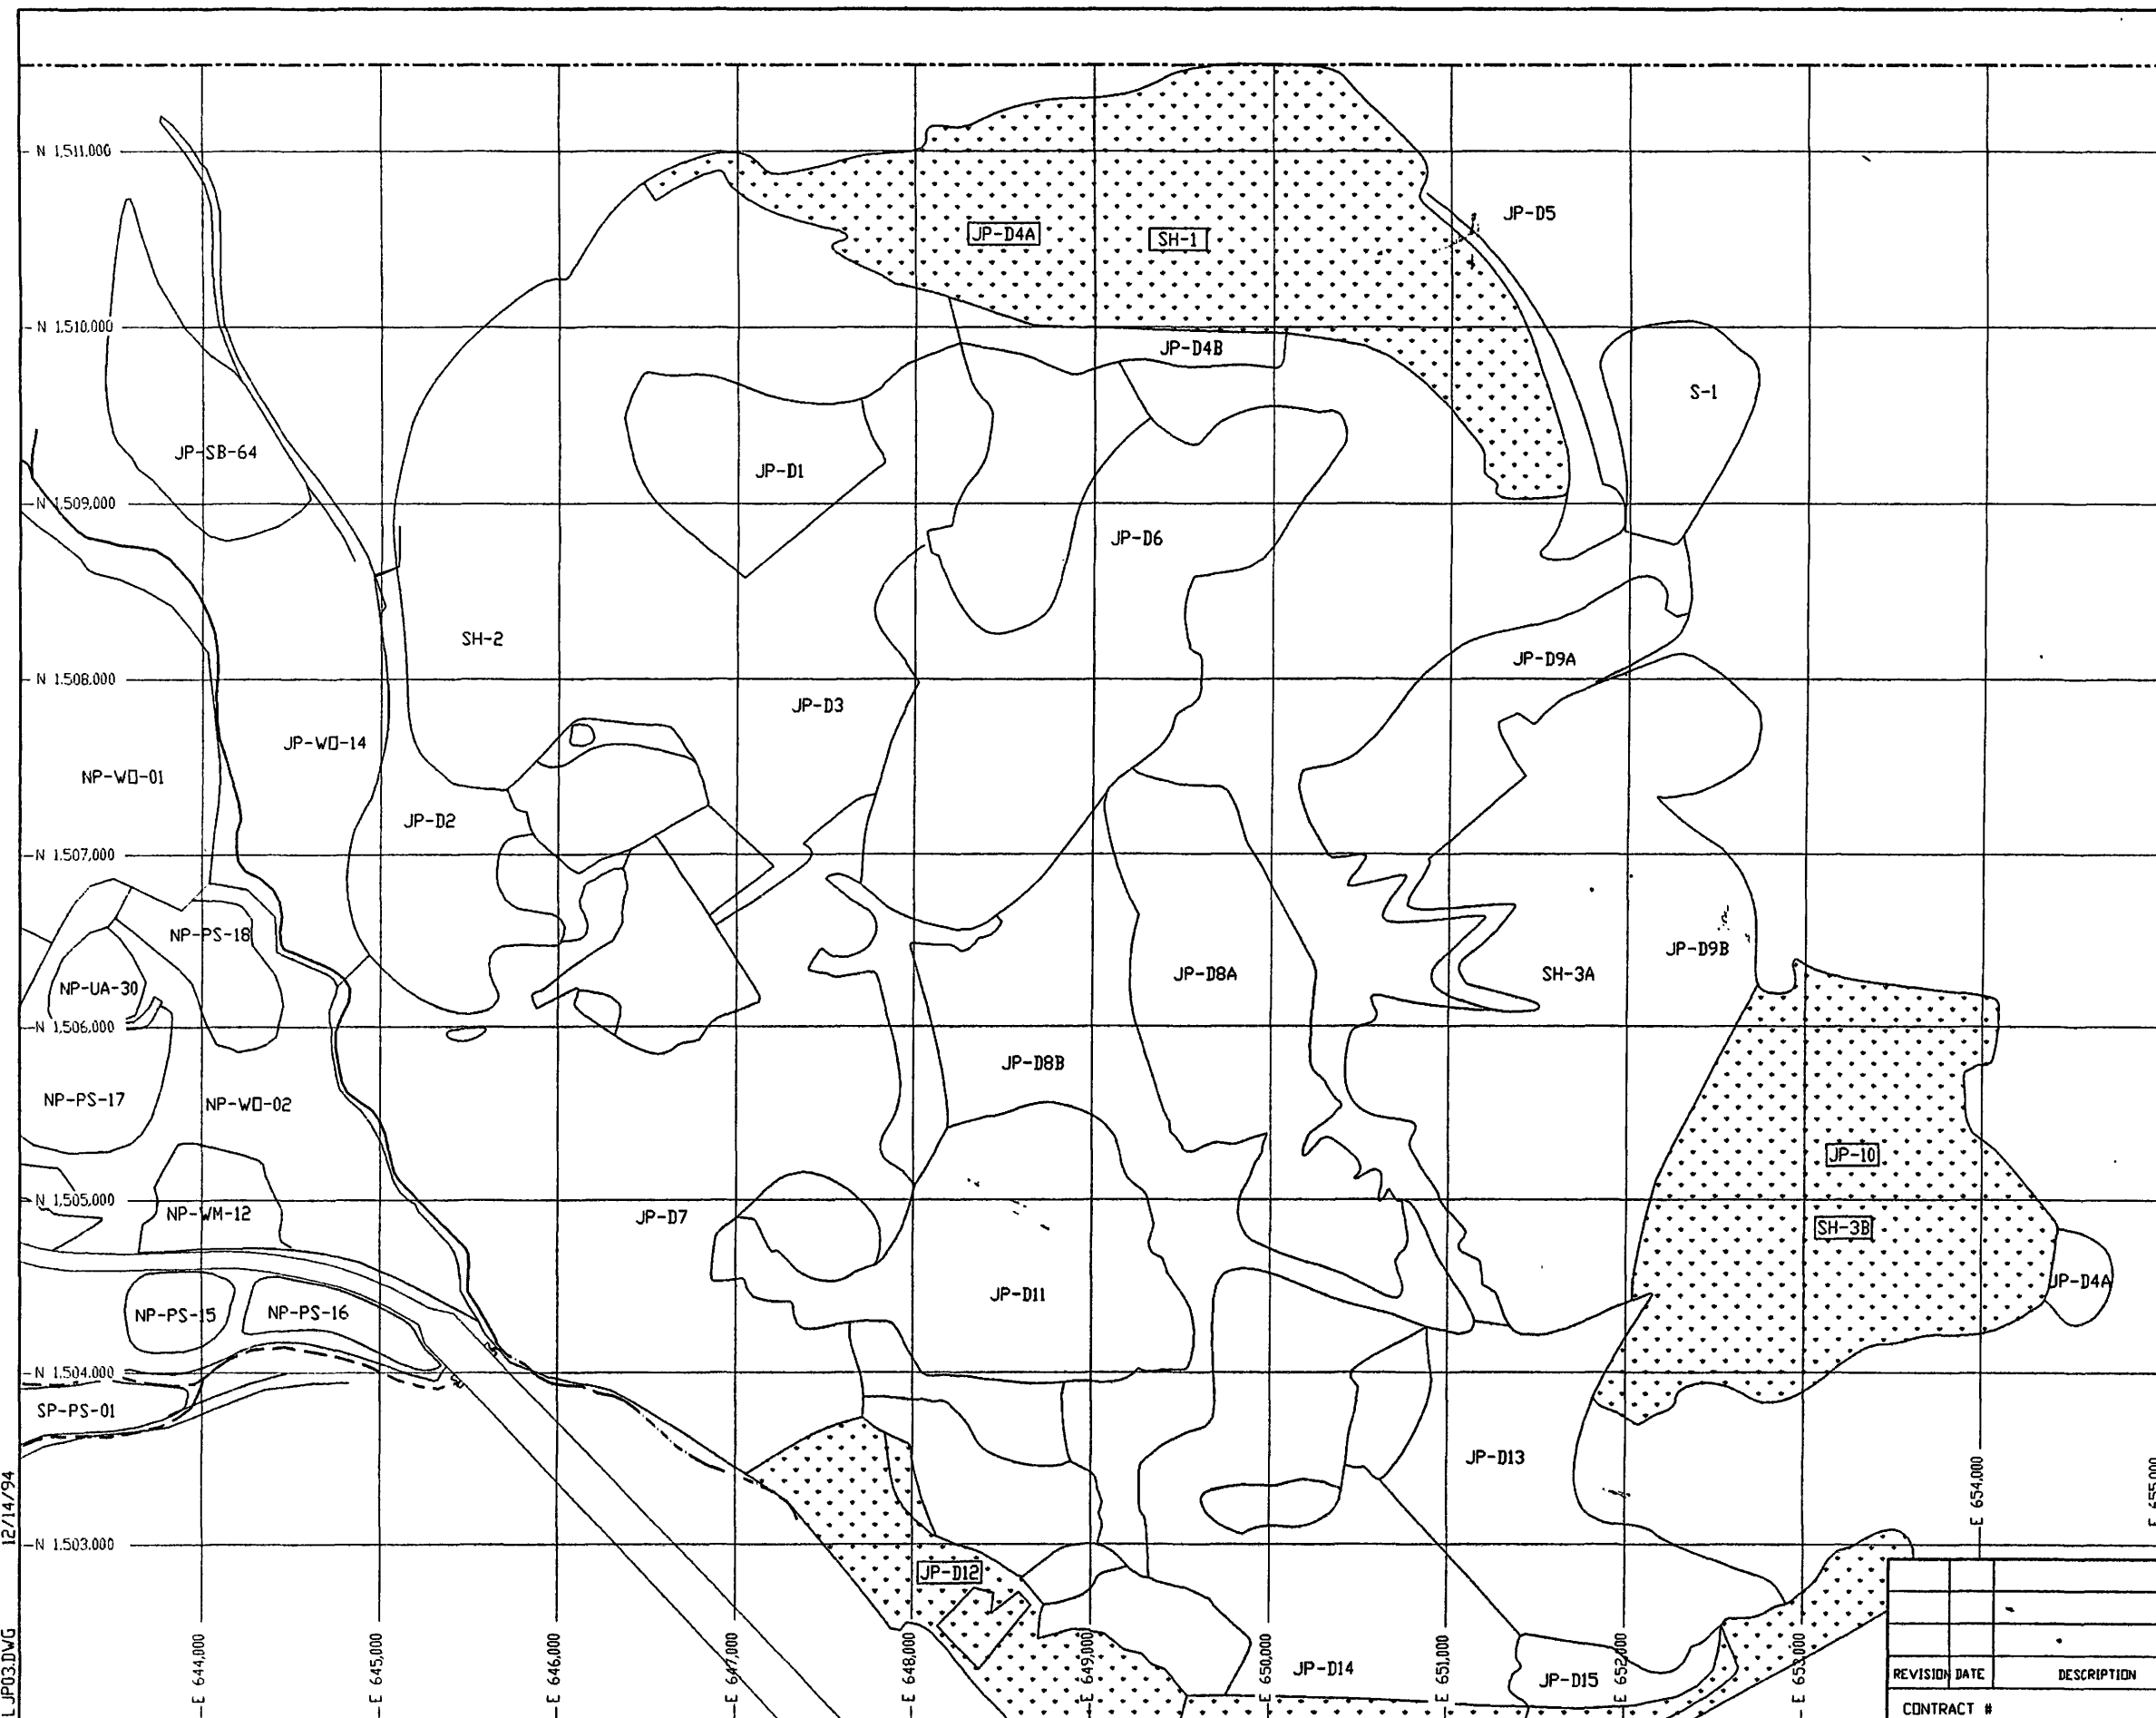 N 1,511,000
JP-D5
JP-D4A
SH-1
N 1,510,000
JP-D4B
S-1
JP-SB-64
JP-D1
N 1,509,000
JP-D6
SH-2
JP-D9A
N 1,508,000
JP-D3
JP-WO-14
NP-WO-01
JP-D2
N 1,507,000
NP-PS-18
JP-D9B
JP-D8A
SH-3A
NP-UA-30
N 1,506,000
JP-D8B
NP-PS-17
NP-WO-02
JP-10
N 1,505,000
NP-WM-12
JP-D7
SH-3B
JP-D4A
JP-D11
NP-PS-15
NP-PS-16
N 1,504,000
SP-PS-01
JP-D13
N 1,503,000
JP-D12
JP-D14
JP-D15
E 644,000
E 645,000
E 646,000
E 647,000
E 648,000
E 649,000
E 650,000
E 651,000
E 652,000
E 653,000
E 654,000
E 655,000
REVISION
DATE
DESCRIPTION
CONTRACT #
JP03.DWG 12/14/94